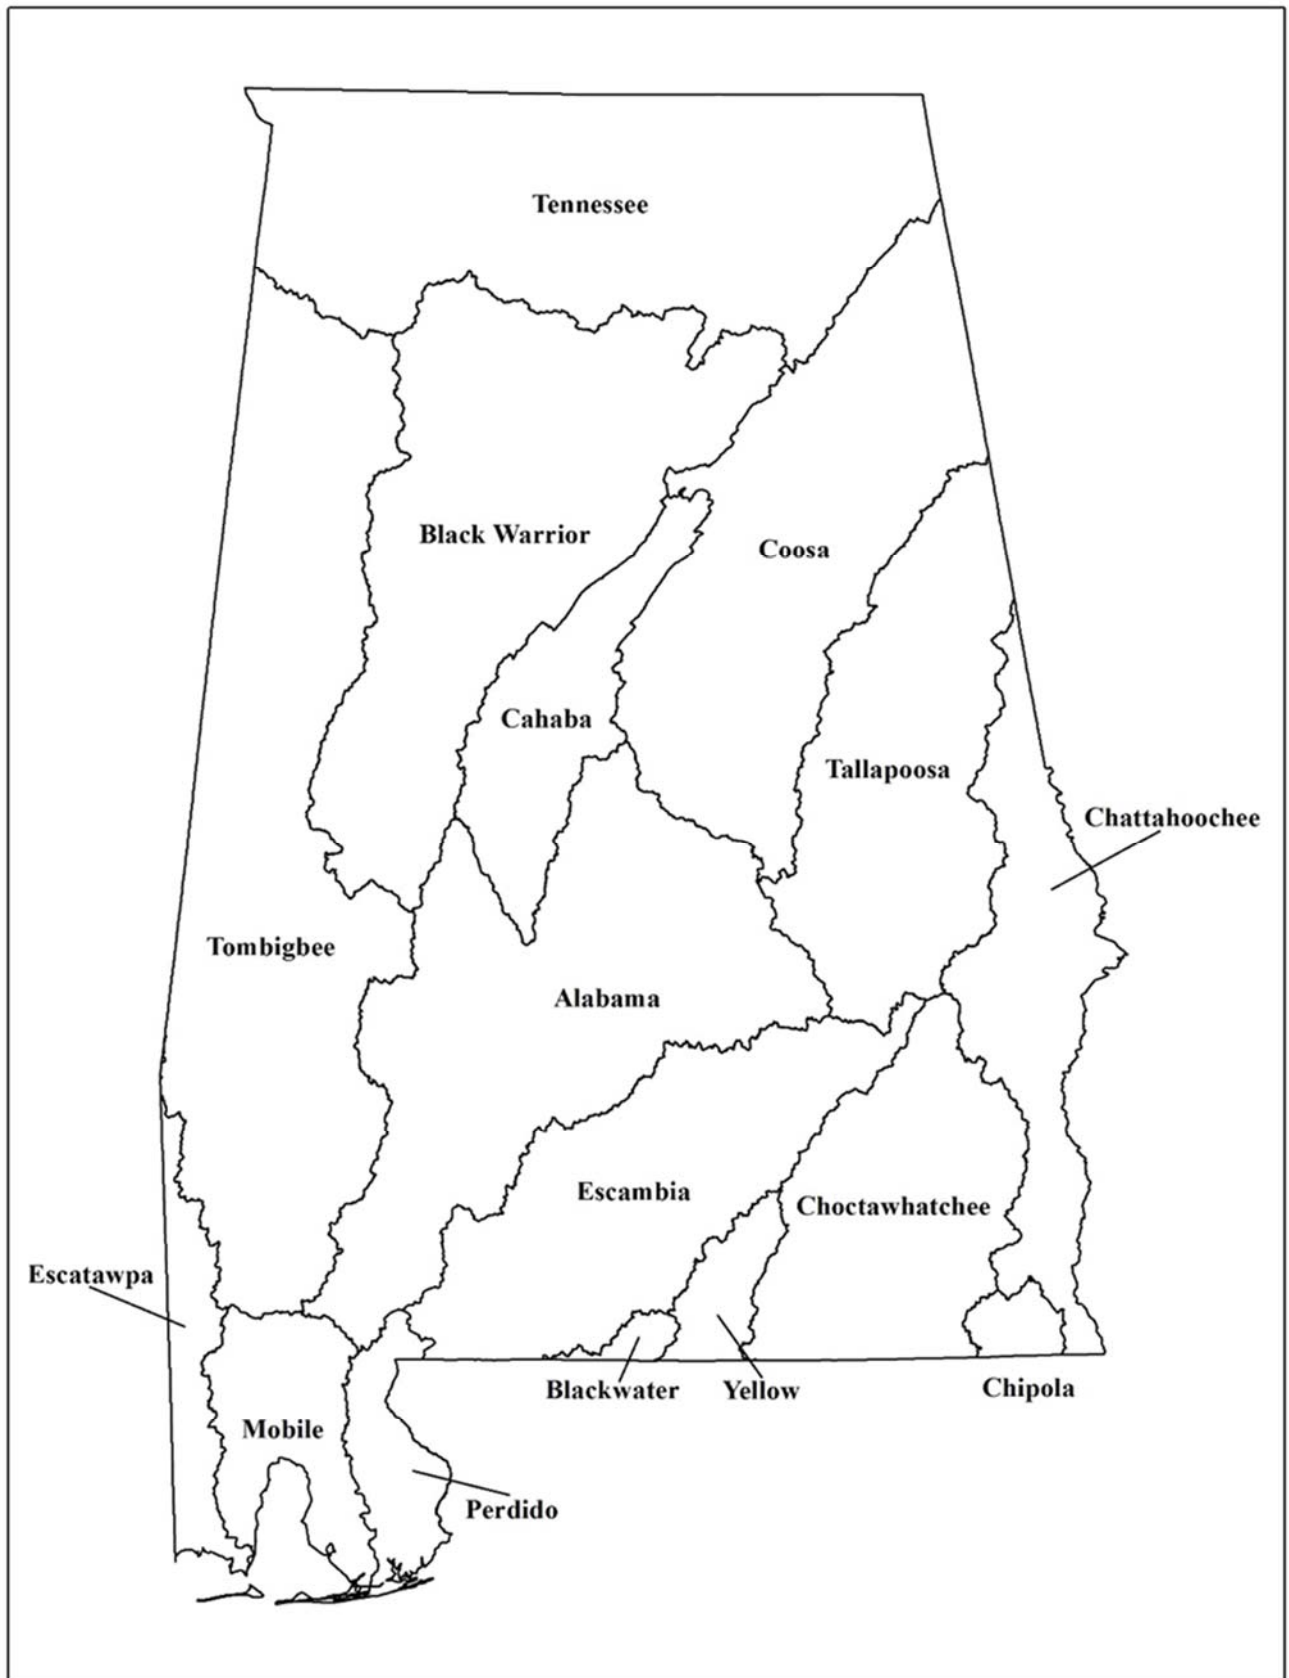 Tennessee
Black Warrior
Coosa
Cahaba
Tallapoosa
Chattahoochee
Tombigbee
Alabama
Escambia
Choctawhatchee
Escatawpa
Blackwater
Yellow
Chipola
Mobile
Perdido